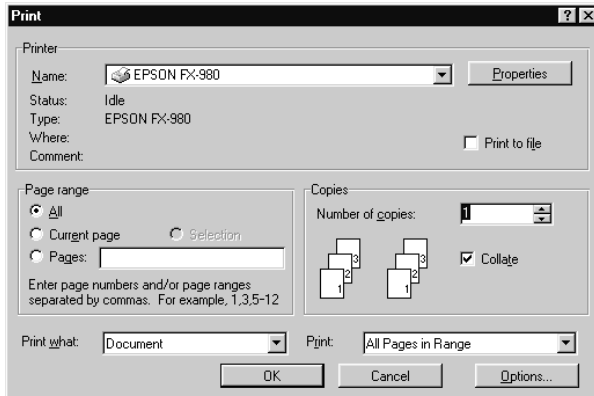 Print
Printer
Name: EPSON FX-980 Properties
Status: Idle
Type: EPSON FX-980
Where:
Comment:
Print to file
Page range
All
Current page Selection
Pages:
Enter page numbers and/or page ranges
separated by commas. For example, 1,3,5-12
Copies
Number of copies: 1
1 2 3 1 2 3
Collate
Print what: Document Print: All Pages in Range
OK Cancel Options...